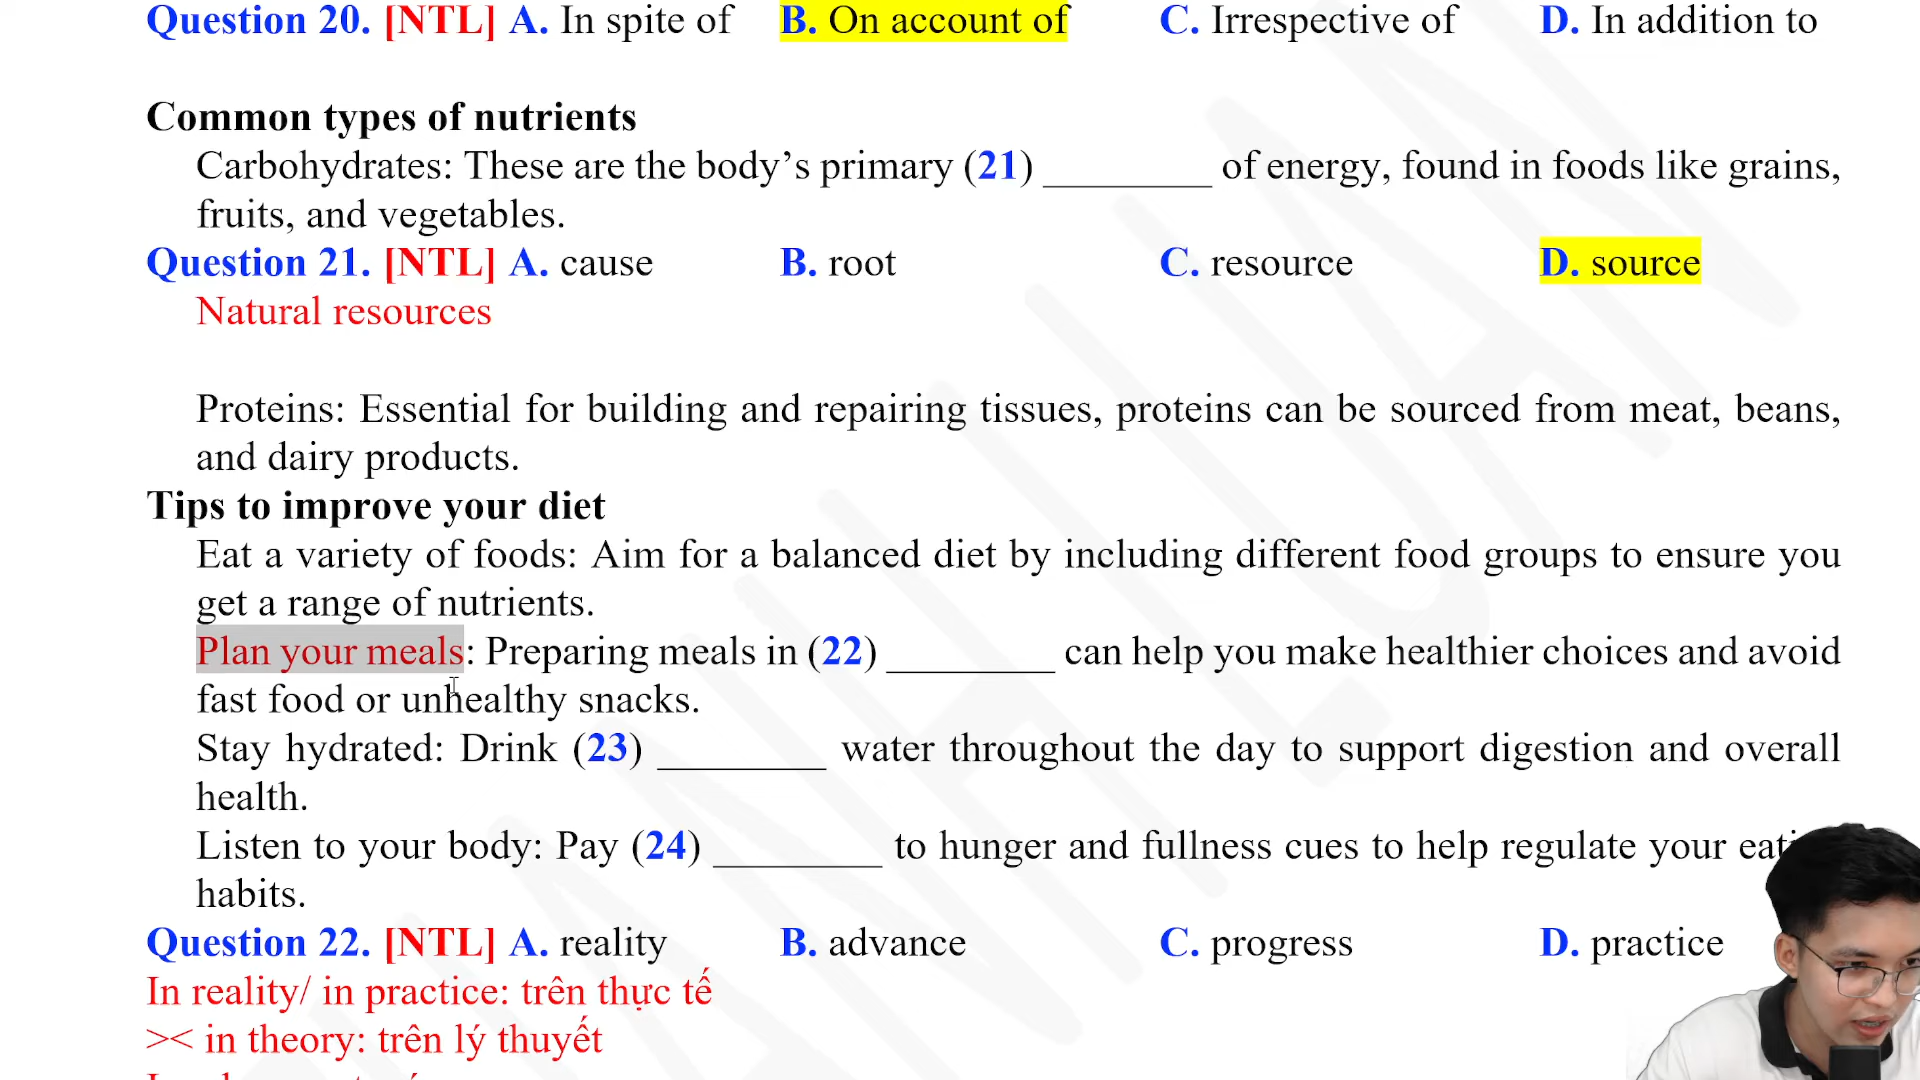 Question 20. [NTL] A. In spite of B. On account of C. Irrespective of D. In addition to
Common types of nutrients
Carbohydrates: These are the body’s primary (21) ________ of energy, found in foods like grains,
fruits, and vegetables.
Question 21. [NTL] A. cause B. root C. resource D. source
Natural resources
Proteins: Essential for building and repairing tissues, proteins can be sourced from meat, beans,
and dairy products.
Tips to improve your diet
Eat a variety of foods: Aim for a balanced diet by including different food groups to ensure you
get a range of nutrients.
Plan your meals: Preparing meals in (22) ________ can help you make healthier choices and avoid
fast food or unhealthy snacks.
Stay hydrated: Drink (23) ________ water throughout the day to support digestion and overall
health.
Listen to your body: Pay (24) ________ to hunger and fullness cues to help regulate your
habits.
Question 22. [NTL] A. reality B. advance C. progress D. practice
In reality/ in practice: trên thực tế
>< in theory: trên lý thuyết